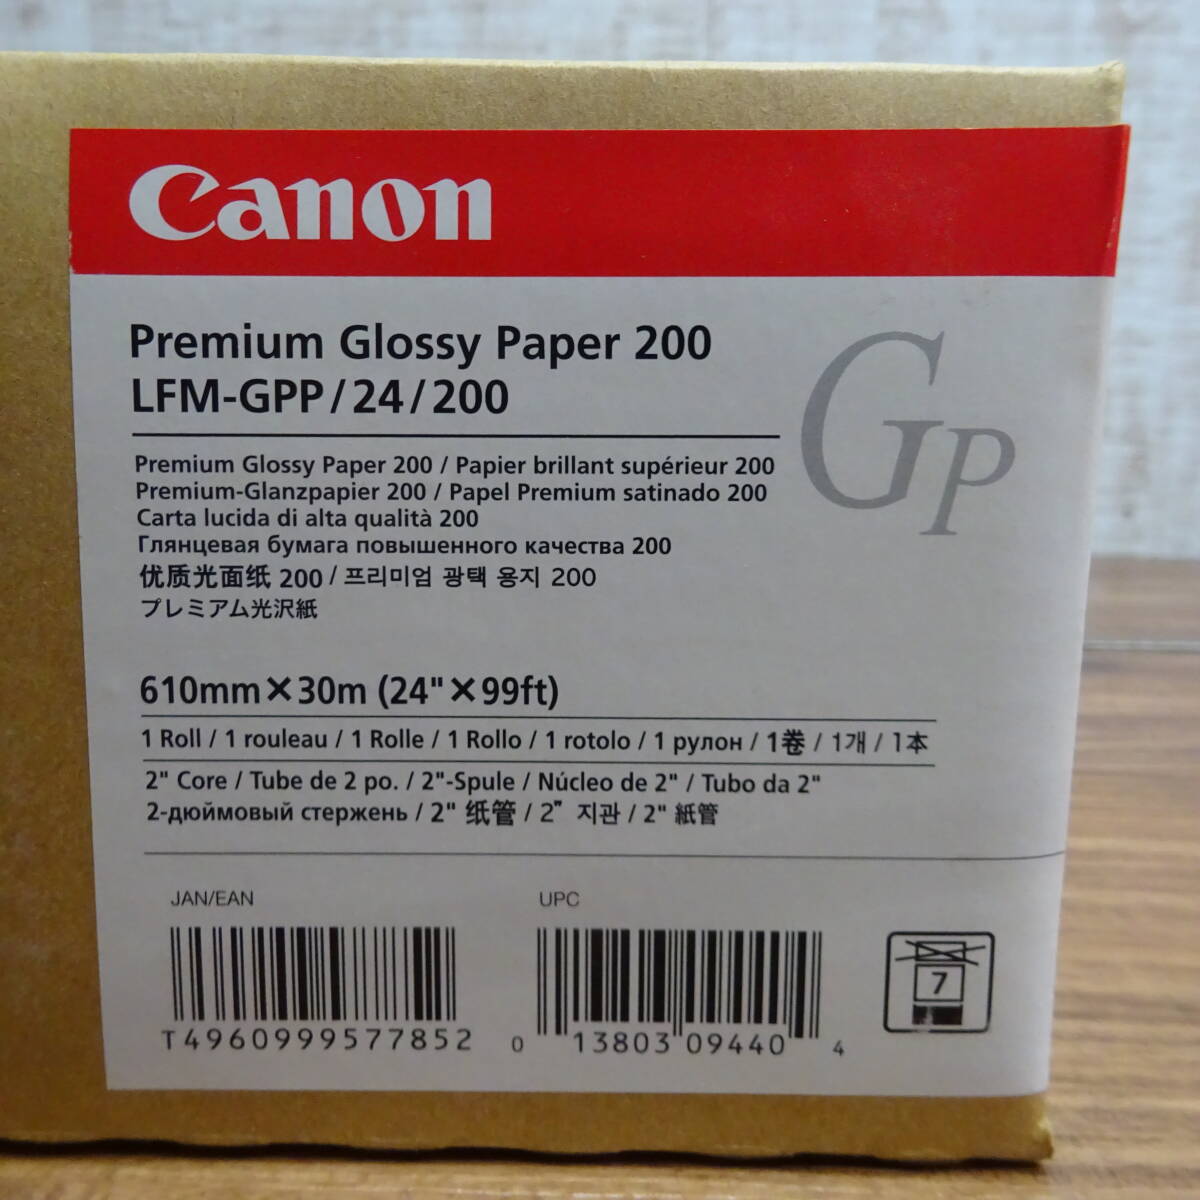 Canon
Premium Glossy Paper 200
LFM-GPP/24/200
GP
Premium Glossy Paper 200 / Papier brillant supérieur 200
Premium-Glanzpapier 200 / Papel Premium satinado 200
Carta lucida di alta qualità 200
Глянцевая бумага повышенного качества 200
优质光面纸 200 / 프리미엄 광택 용지 200
プレミアム光沢紙
610mm×30m (24"×99ft)
1 Roll / 1 rouleau / 1 Rolle / 1 Rollo / 1 rotolo / 1 рулон / 1卷 / 1개 / 1本
2" Core / Tube de 2 po. / 2"-Spule / Núcleo de 2" / Tubo da 2"
2-дюймовый стержень / 2" 纸管 / 2" 지관 / 2" 紙管
JAN/EAN UPC
7
T4960999577852 0 13803 09440 4